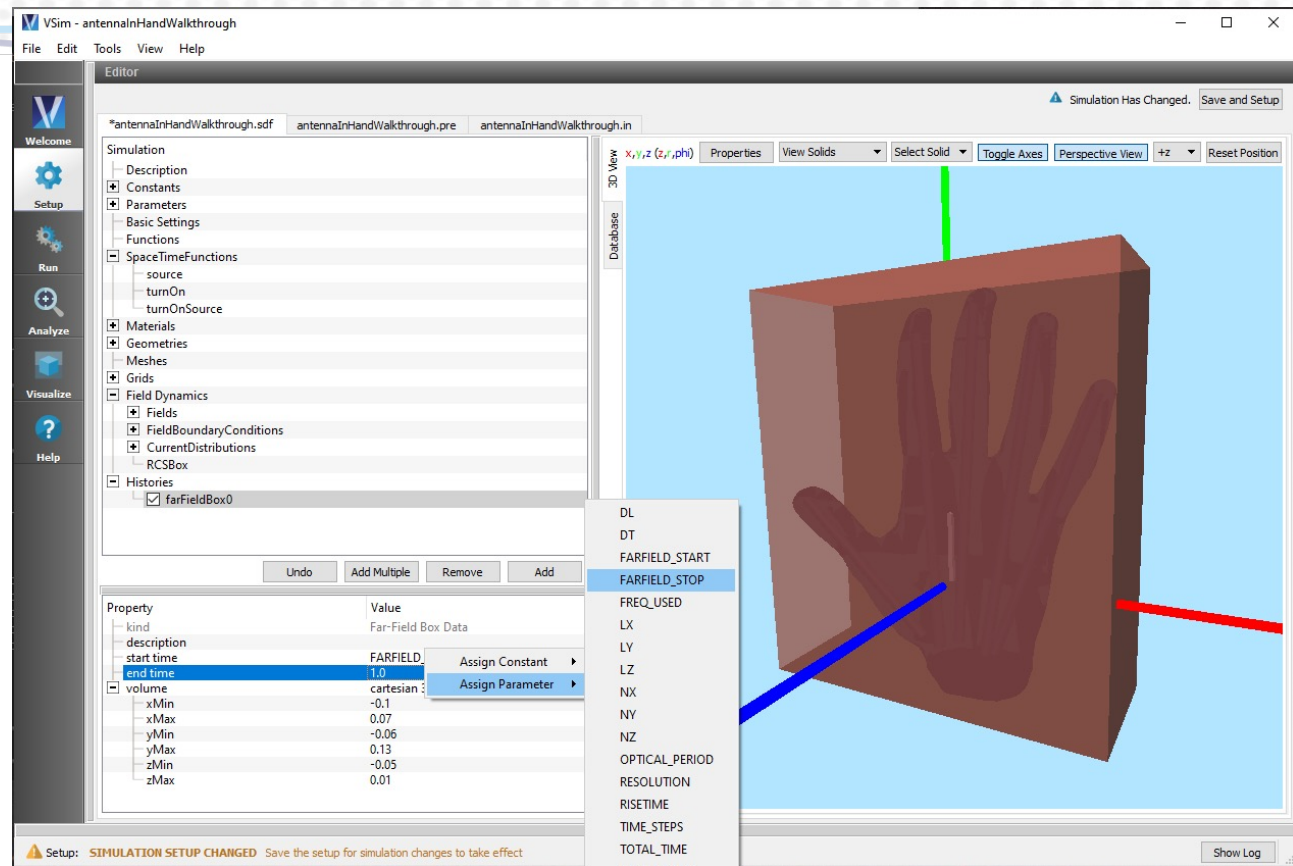 VSim - antennaInHandWalkthrough
File Edit Tools View Help
Editor
Simulation Has Changed. Save and Setup
*antennaInHandWalkthrough.sdf antennaInHandWalkthrough.pre antennaInHandWalkthrough.in
Welcome
Setup
Run
Analyze
Visualize
Help
Simulation
Description
Constants
Parameters
Basic Settings
Functions
SpaceTimeFunctions
source
turnOn
turnOnSource
Materials
Geometries
Meshes
Grids
Field Dynamics
Fields
FieldBoundaryConditions
CurrentDistributions
RCSBox
Histories
farFieldBox0
Undo Add Multiple Remove Add
Property Value
kind Far-Field Box Data
description
start time FARFIELD_
end time 1.0
volume cartesian 3
xMin -0.1
xMax 0.07
yMin -0.06
yMax 0.13
zMin -0.05
zMax 0.01
Assign Constant
Assign Parameter
DL
DT
FARFIELD_START
FARFIELD_STOP
FREQ_USED
LX
LY
LZ
NX
NY
NZ
OPTICAL_PERIOD
RESOLUTION
RISETIME
TIME_STEPS
TOTAL_TIME
3D View
Database
x,y,z (z,r,phi) Properties View Solids Select Solid Toggle Axes Perspective View +z Reset Position
Setup: SIMULATION SETUP CHANGED Save the setup for simulation changes to take effect
Show Log